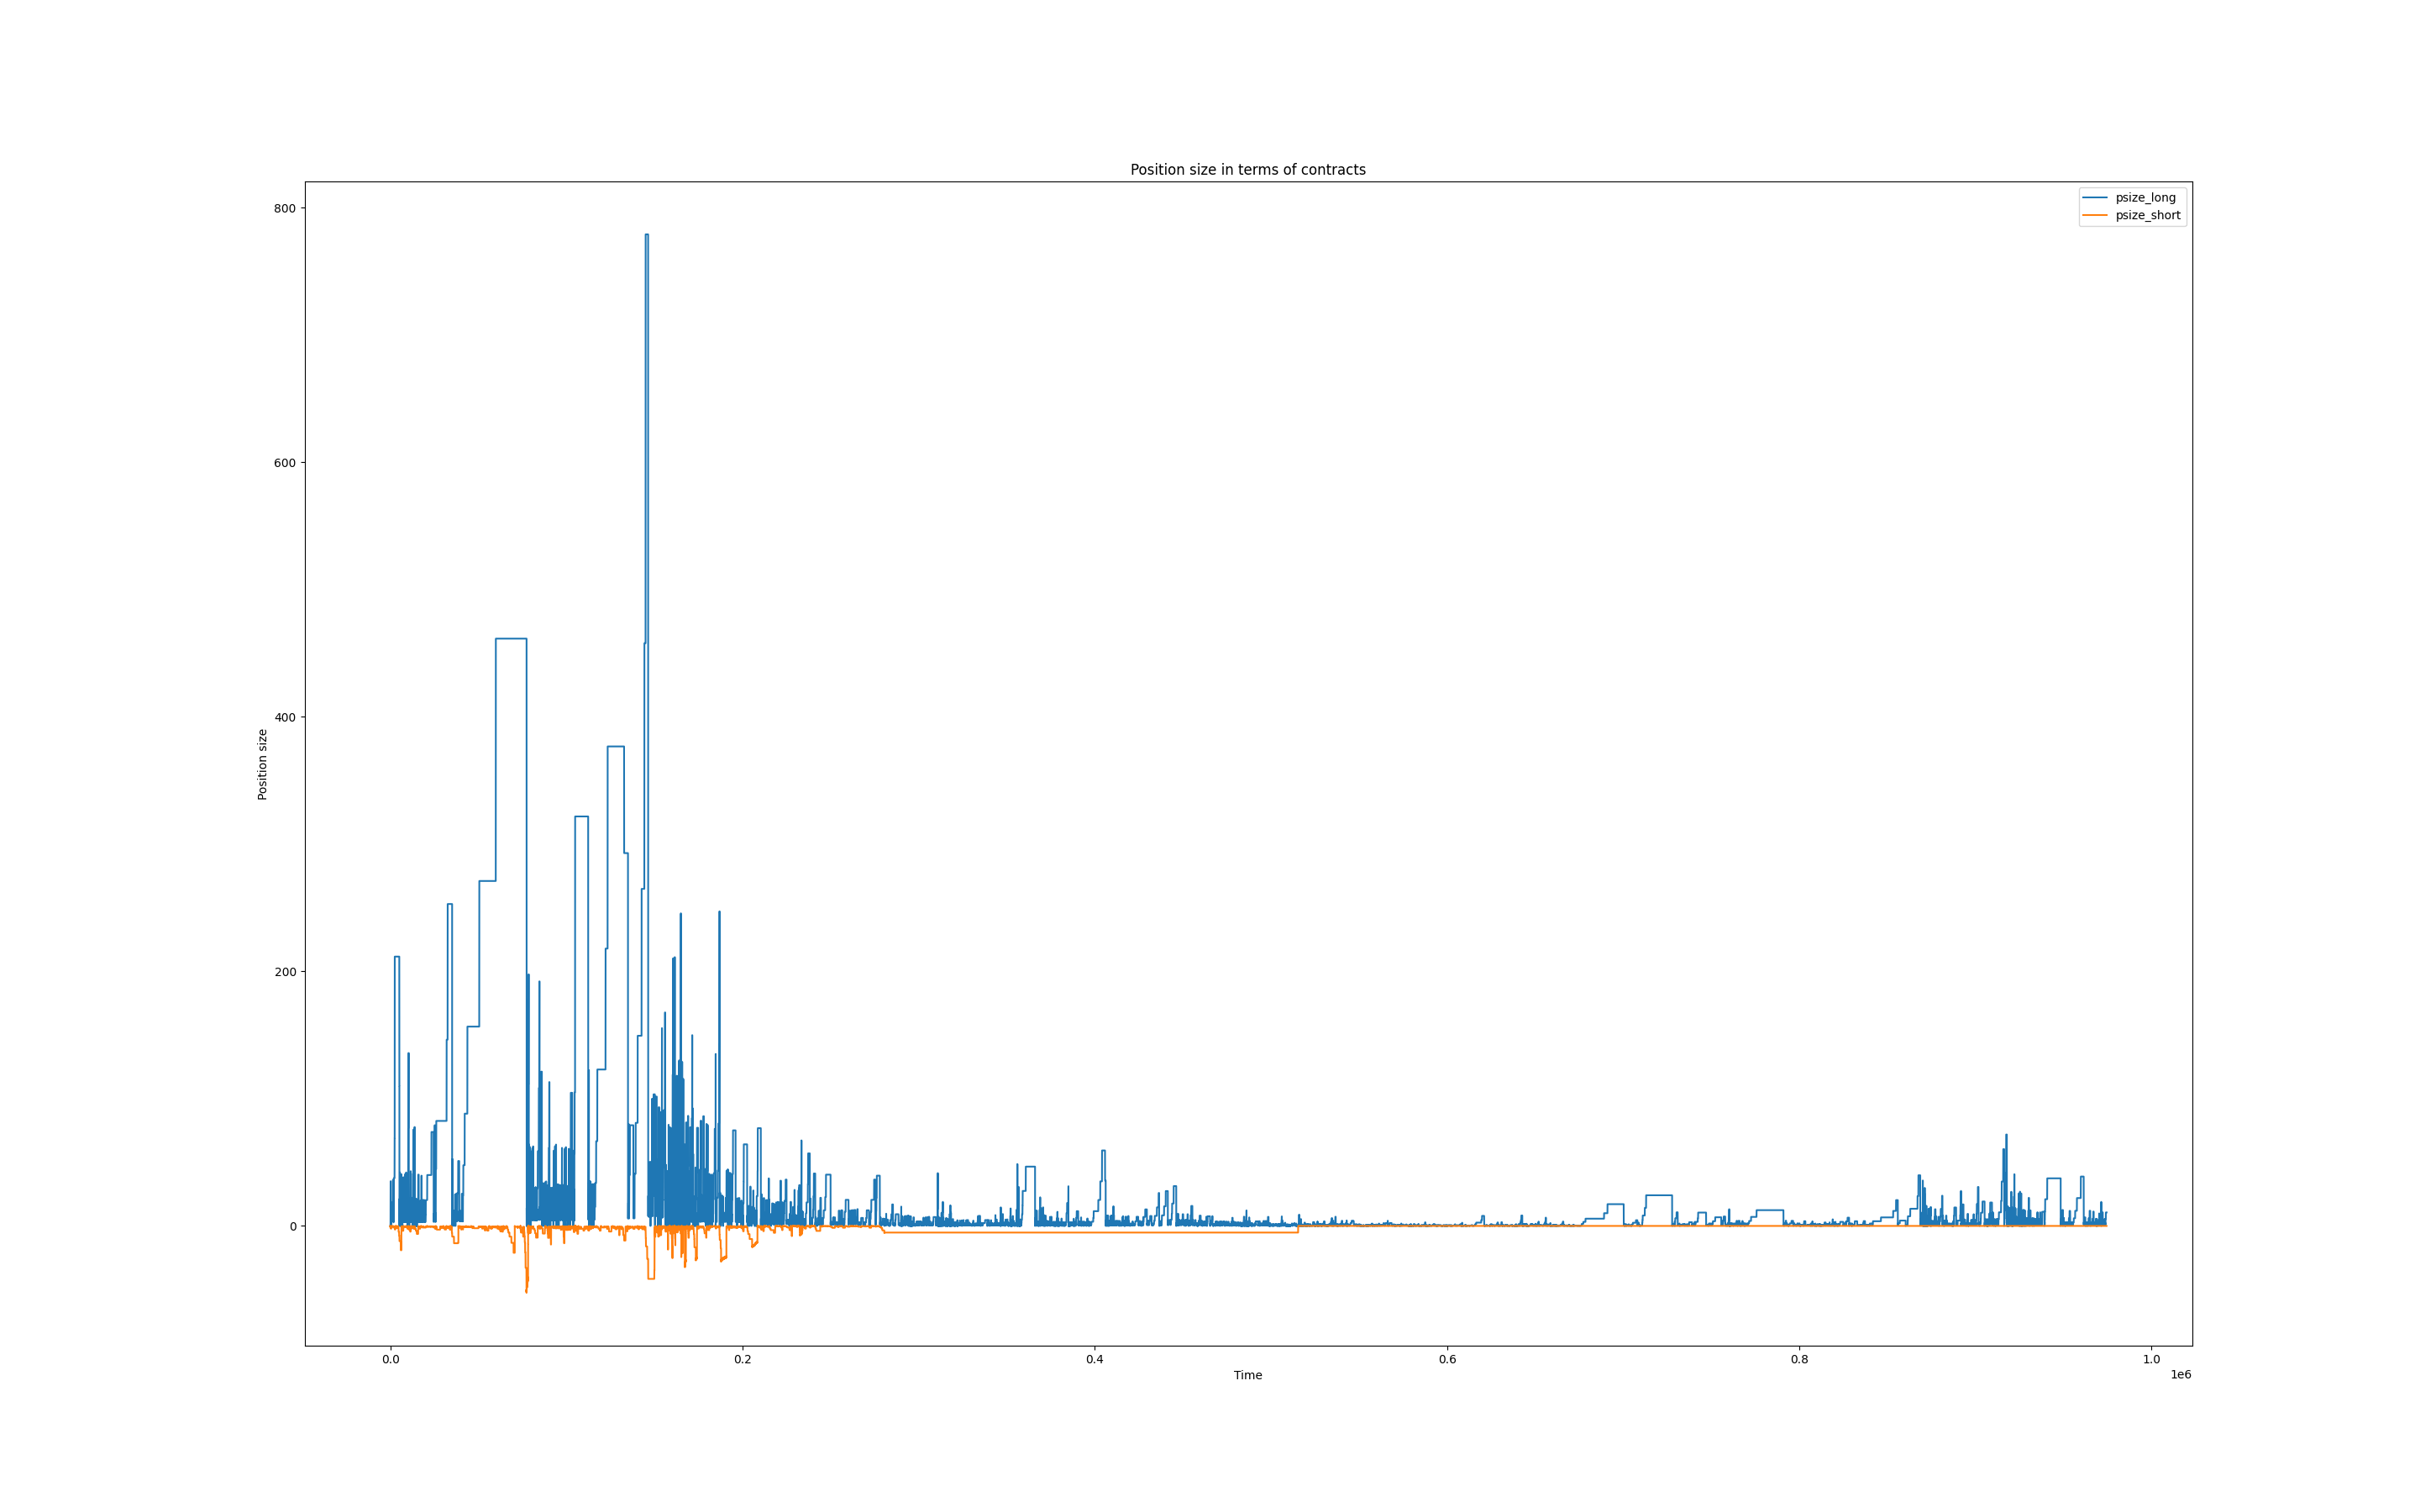 Position size in terms of contracts
psize_long
psize_short
800
600
400
200
0
Position size
0.0
0.2
0.4
0.6
0.8
1.0
Time
1e6